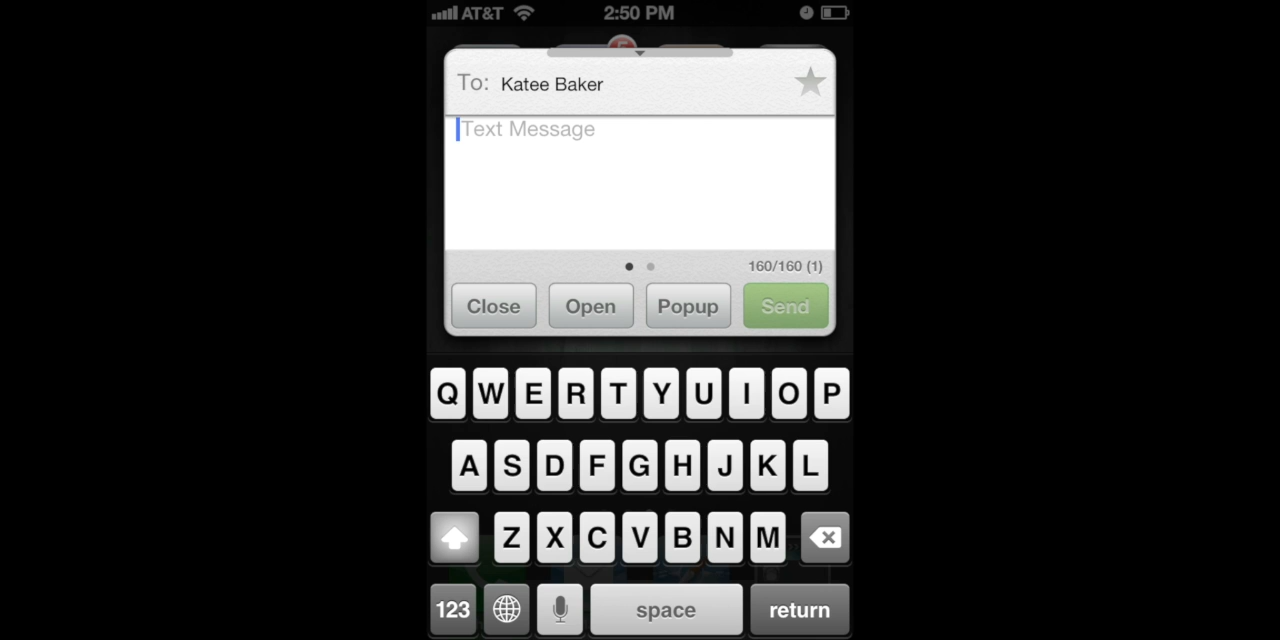 AT&T 2:50 PM
To: Katee Baker
Text Message
160/160 (1)
Close Open Popup Send
Q W E R T Y U I O P
A S D F G H J K L
Z X C V B N M
123 space return